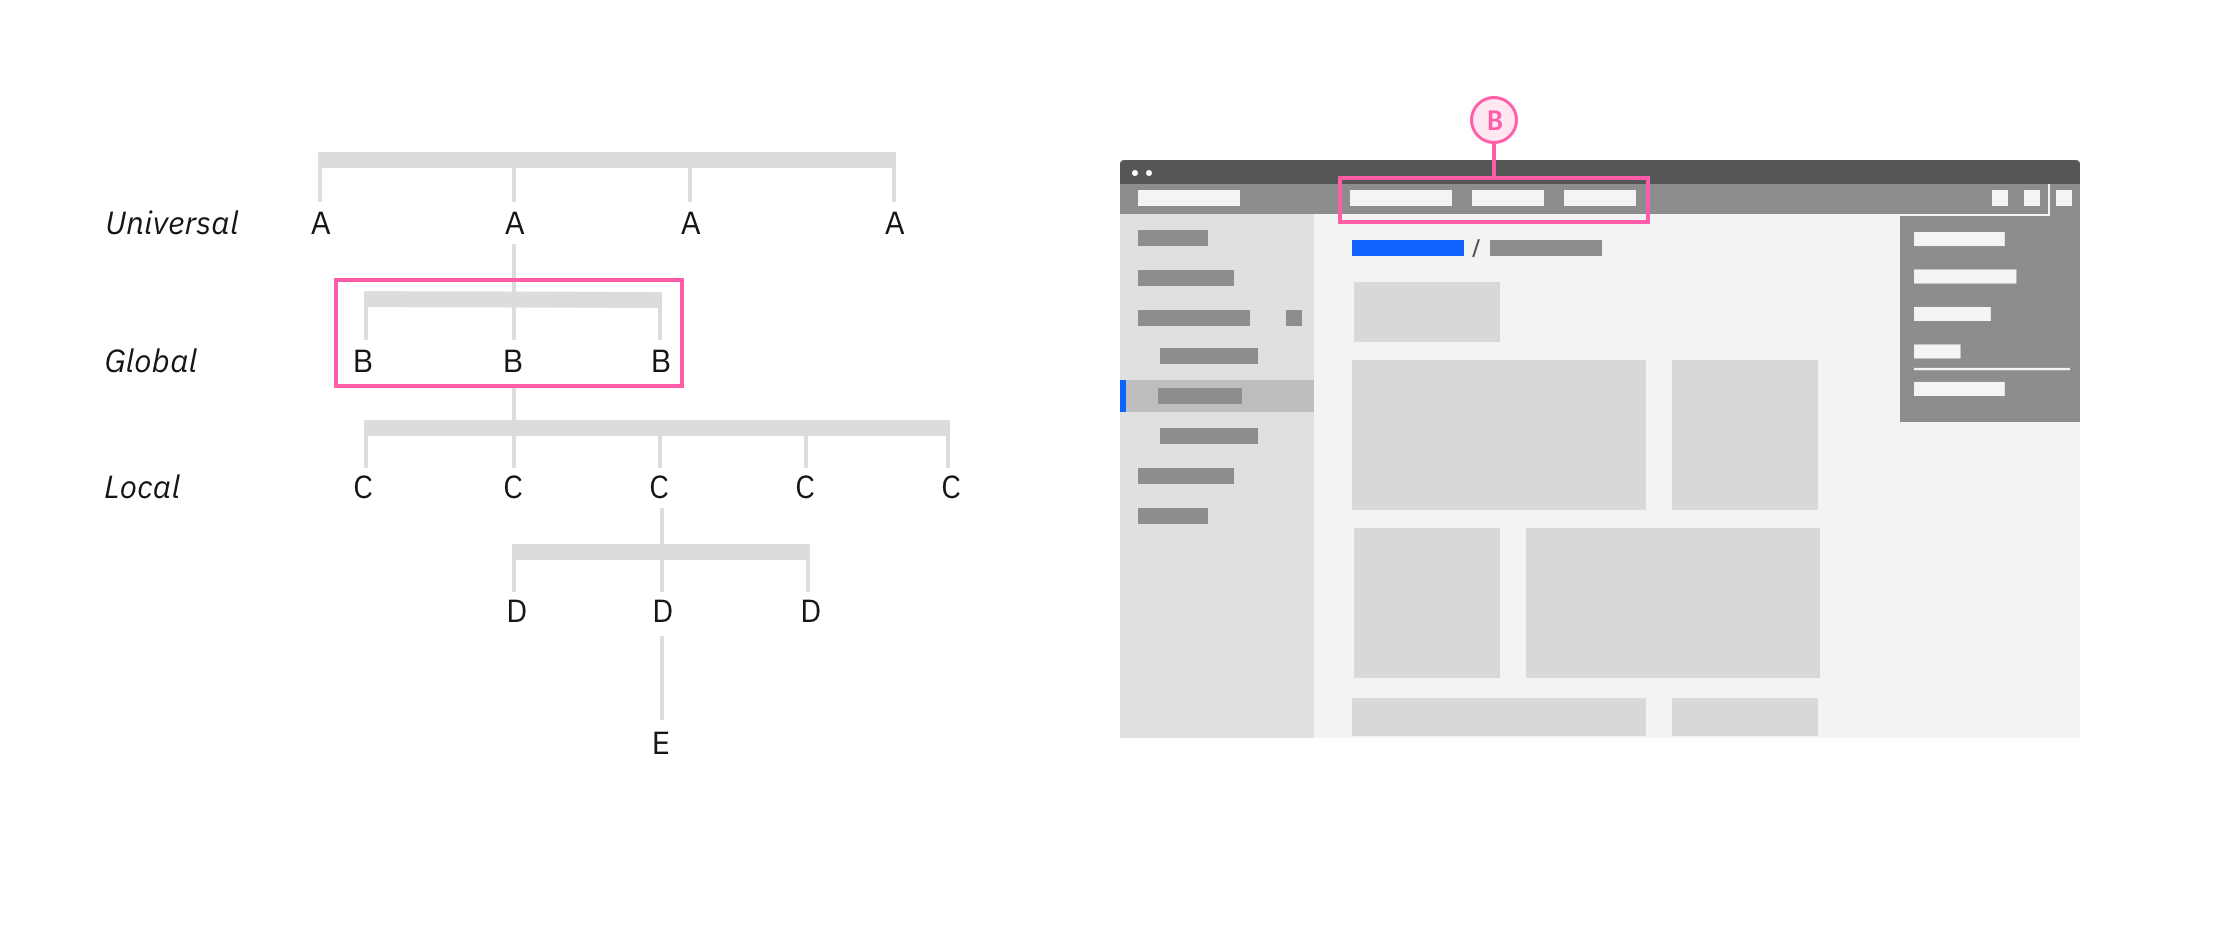 B
Universal A A A A
Global B B B
/
Local C C C C C
D D D
E